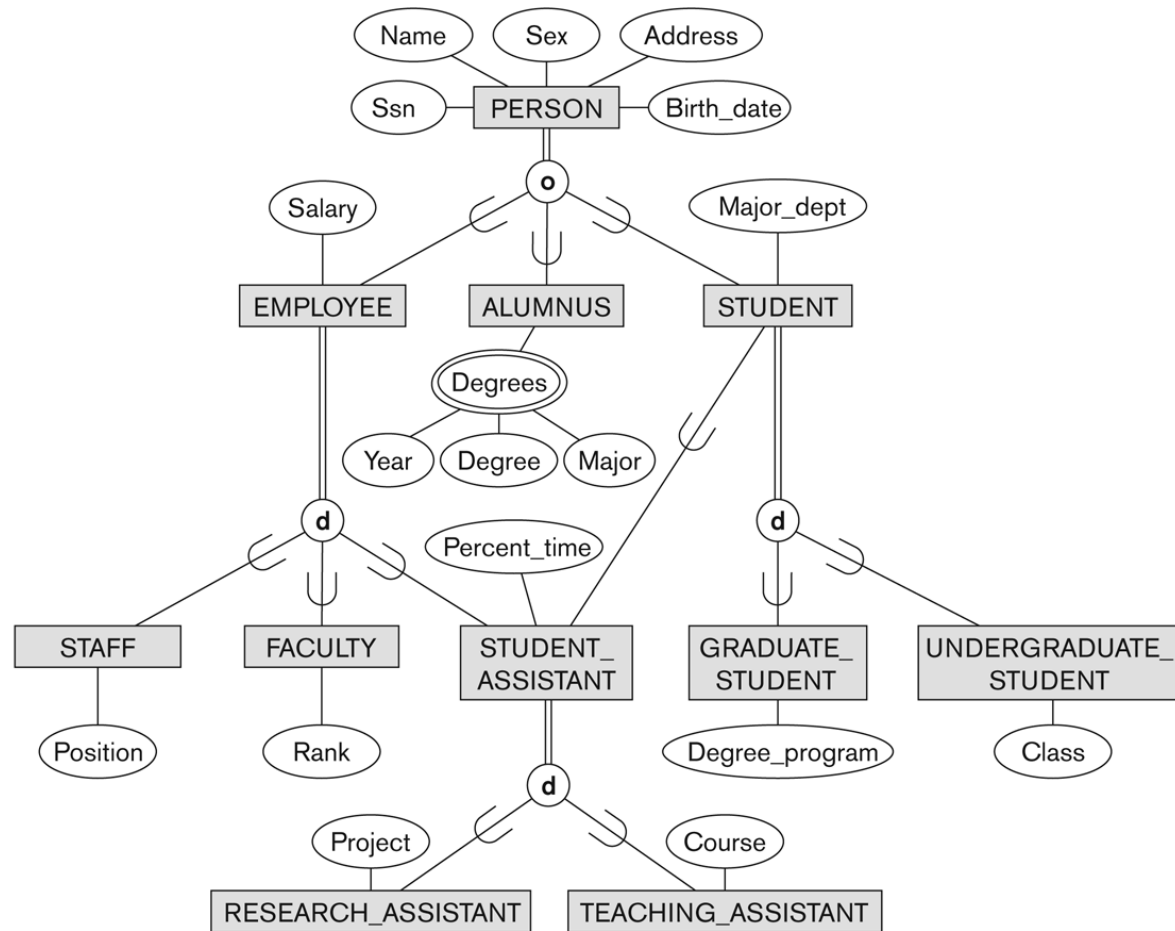 Name
Sex
Address
Ssn
PERSON
Birth_date
o
Salary
Major_dept
EMPLOYEE
ALUMNUS
STUDENT
Degrees
Year
Degree
Major
d
d
Percent_time
STAFF
FACULTY
STUDENT_
ASSISTANT
GRADUATE_
STUDENT
UNDERGRADUATE_
STUDENT
Position
Rank
Degree_program
Class
d
Project
Course
RESEARCH_ASSISTANT
TEACHING_ASSISTANT